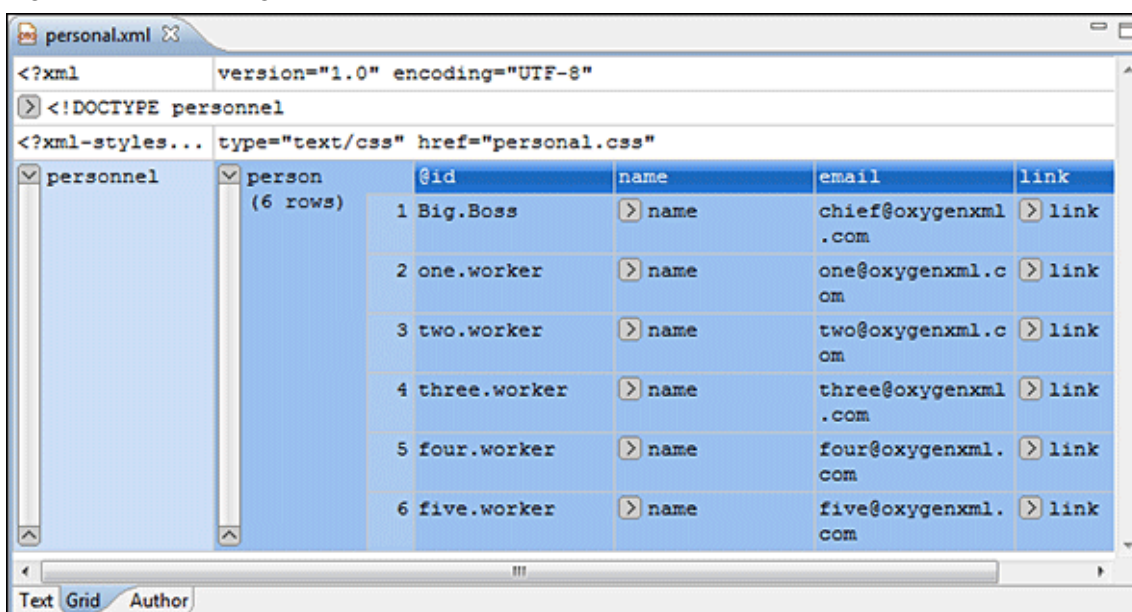 personal.xml
<?xml version="1.0" encoding="UTF-8"
<!DOCTYPE personnel
<?xml-styles... type="text/css" href="personal.css"
personnel person @id name email link
(6 rows) 1 Big.Boss name chief@oxygenxml link
.com
2 one.worker name one@oxygenxml.c link
om
3 two.worker name two@oxygenxml.c link
om
4 three.worker name three@oxygenxml link
.com
5 four.worker name four@oxygenxml. link
com
6 five.worker name five@oxygenxml. link
com
Text Grid Author